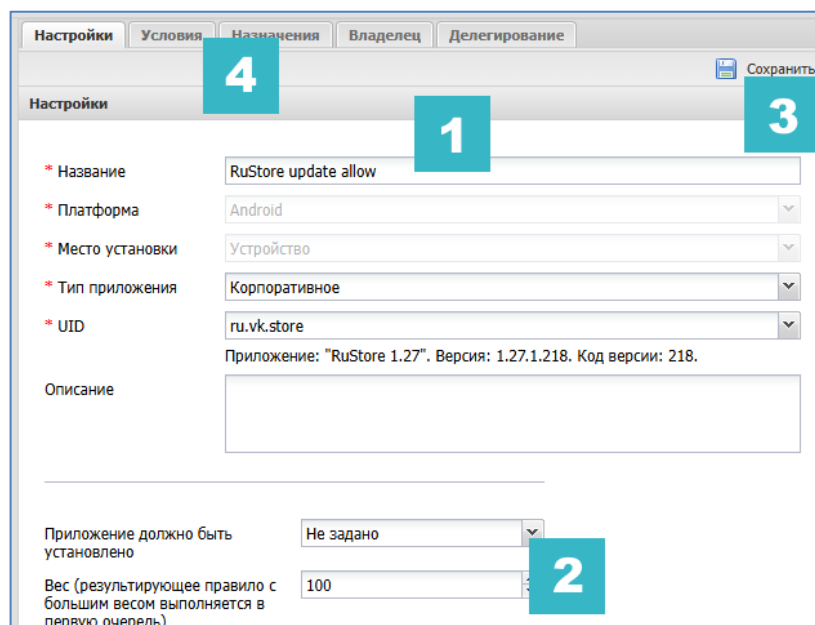 Настройки Условия Назначения Владелец Делегирование
4
Сохранить
3
Настройки
1
* Название RuStore update allow
* Платформа Android
* Место установки Устройство
* Тип приложения Корпоративное
* UID ru.vk.store
Приложение: "RuStore 1.27". Версия: 1.27.1.218. Код версии: 218.
Описание
Приложение должно быть Не задано
установлено
2
Вес (результирующее правило с 100
большим весом выполняется в
первую очередь)